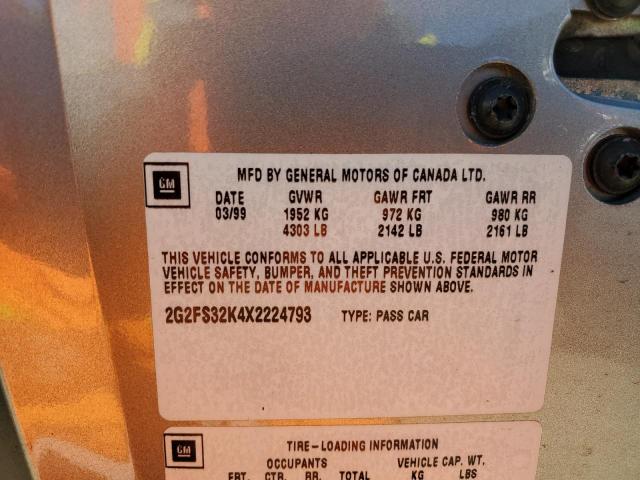 GM
MFD BY GENERAL MOTORS OF CANADA LTD.
DATE GVWR GAWR FRT GAWR RR
03/99 1952 KG 972 KG 980 KG
4303 LB 2142 LB 2161 LB
THIS VEHICLE CONFORMS TO ALL APPLICABLE U.S. FEDERAL MOTOR
VEHICLE SAFETY, BUMPER, AND THEFT PREVENTION STANDARDS IN
EFFECT ON THE DATE OF MANUFACTURE SHOWN ABOVE.
2G2FS32K4X2224793 TYPE: PASS CAR
GM
TIRE-LOADING INFORMATION
OCCUPANTS VEHICLE CAP. WT.
FRT. CTR. RR. TOTAL KG LBS